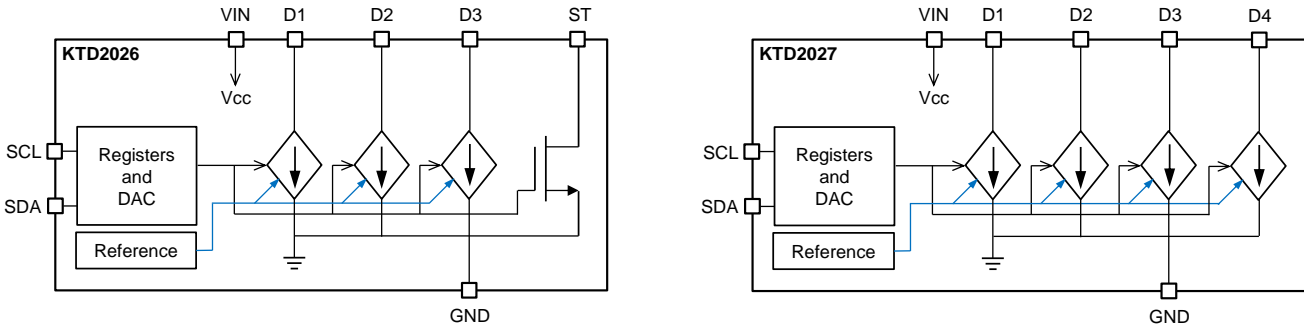 VIN D1 D2 D3 ST
KTD2026
Vcc
SCL
SDA
Registers
and
DAC
Reference
GND
VIN D1 D2 D3 D4
KTD2027
Vcc
SCL
SDA
Registers
and
DAC
Reference
GND